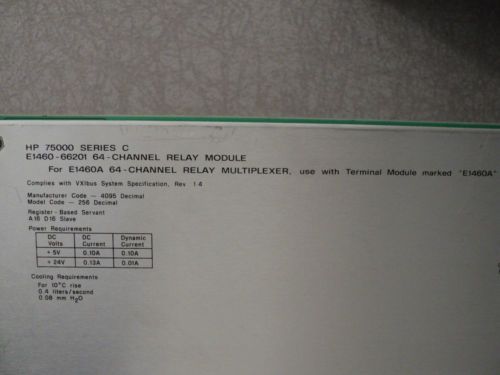 HP 75000 SERIES C
E1460-66201 64-CHANNEL RELAY MODULE
For E1460A 64-CHANNEL RELAY MULTIPLEXER, use with Terminal Module marked "E1460A"
Complies with VXIbus System Specification, Rev 1.4
Manufacturer Code - 4095 Decimal
Model Code - 256 Decimal
Register-Based Servant
A16 D16 Slave
Power Requirements
DC Volts DC Current Dynamic Current
+5V 0.10A 0.10A
+24V 0.13A 0.01A
Cooling Requirements
For 10°C rise
0.4 liters/second
0.08 mm H₂O